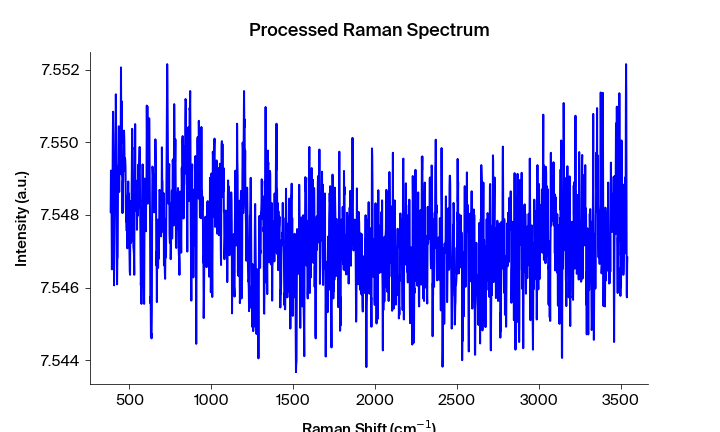 Processed Raman Spectrum
7.552
7.550
7.548
7.546
7.544
Intensity (a.u.)
500 1000 1500 2000 2500 3000 3500
Raman Shift (cm⁻¹)